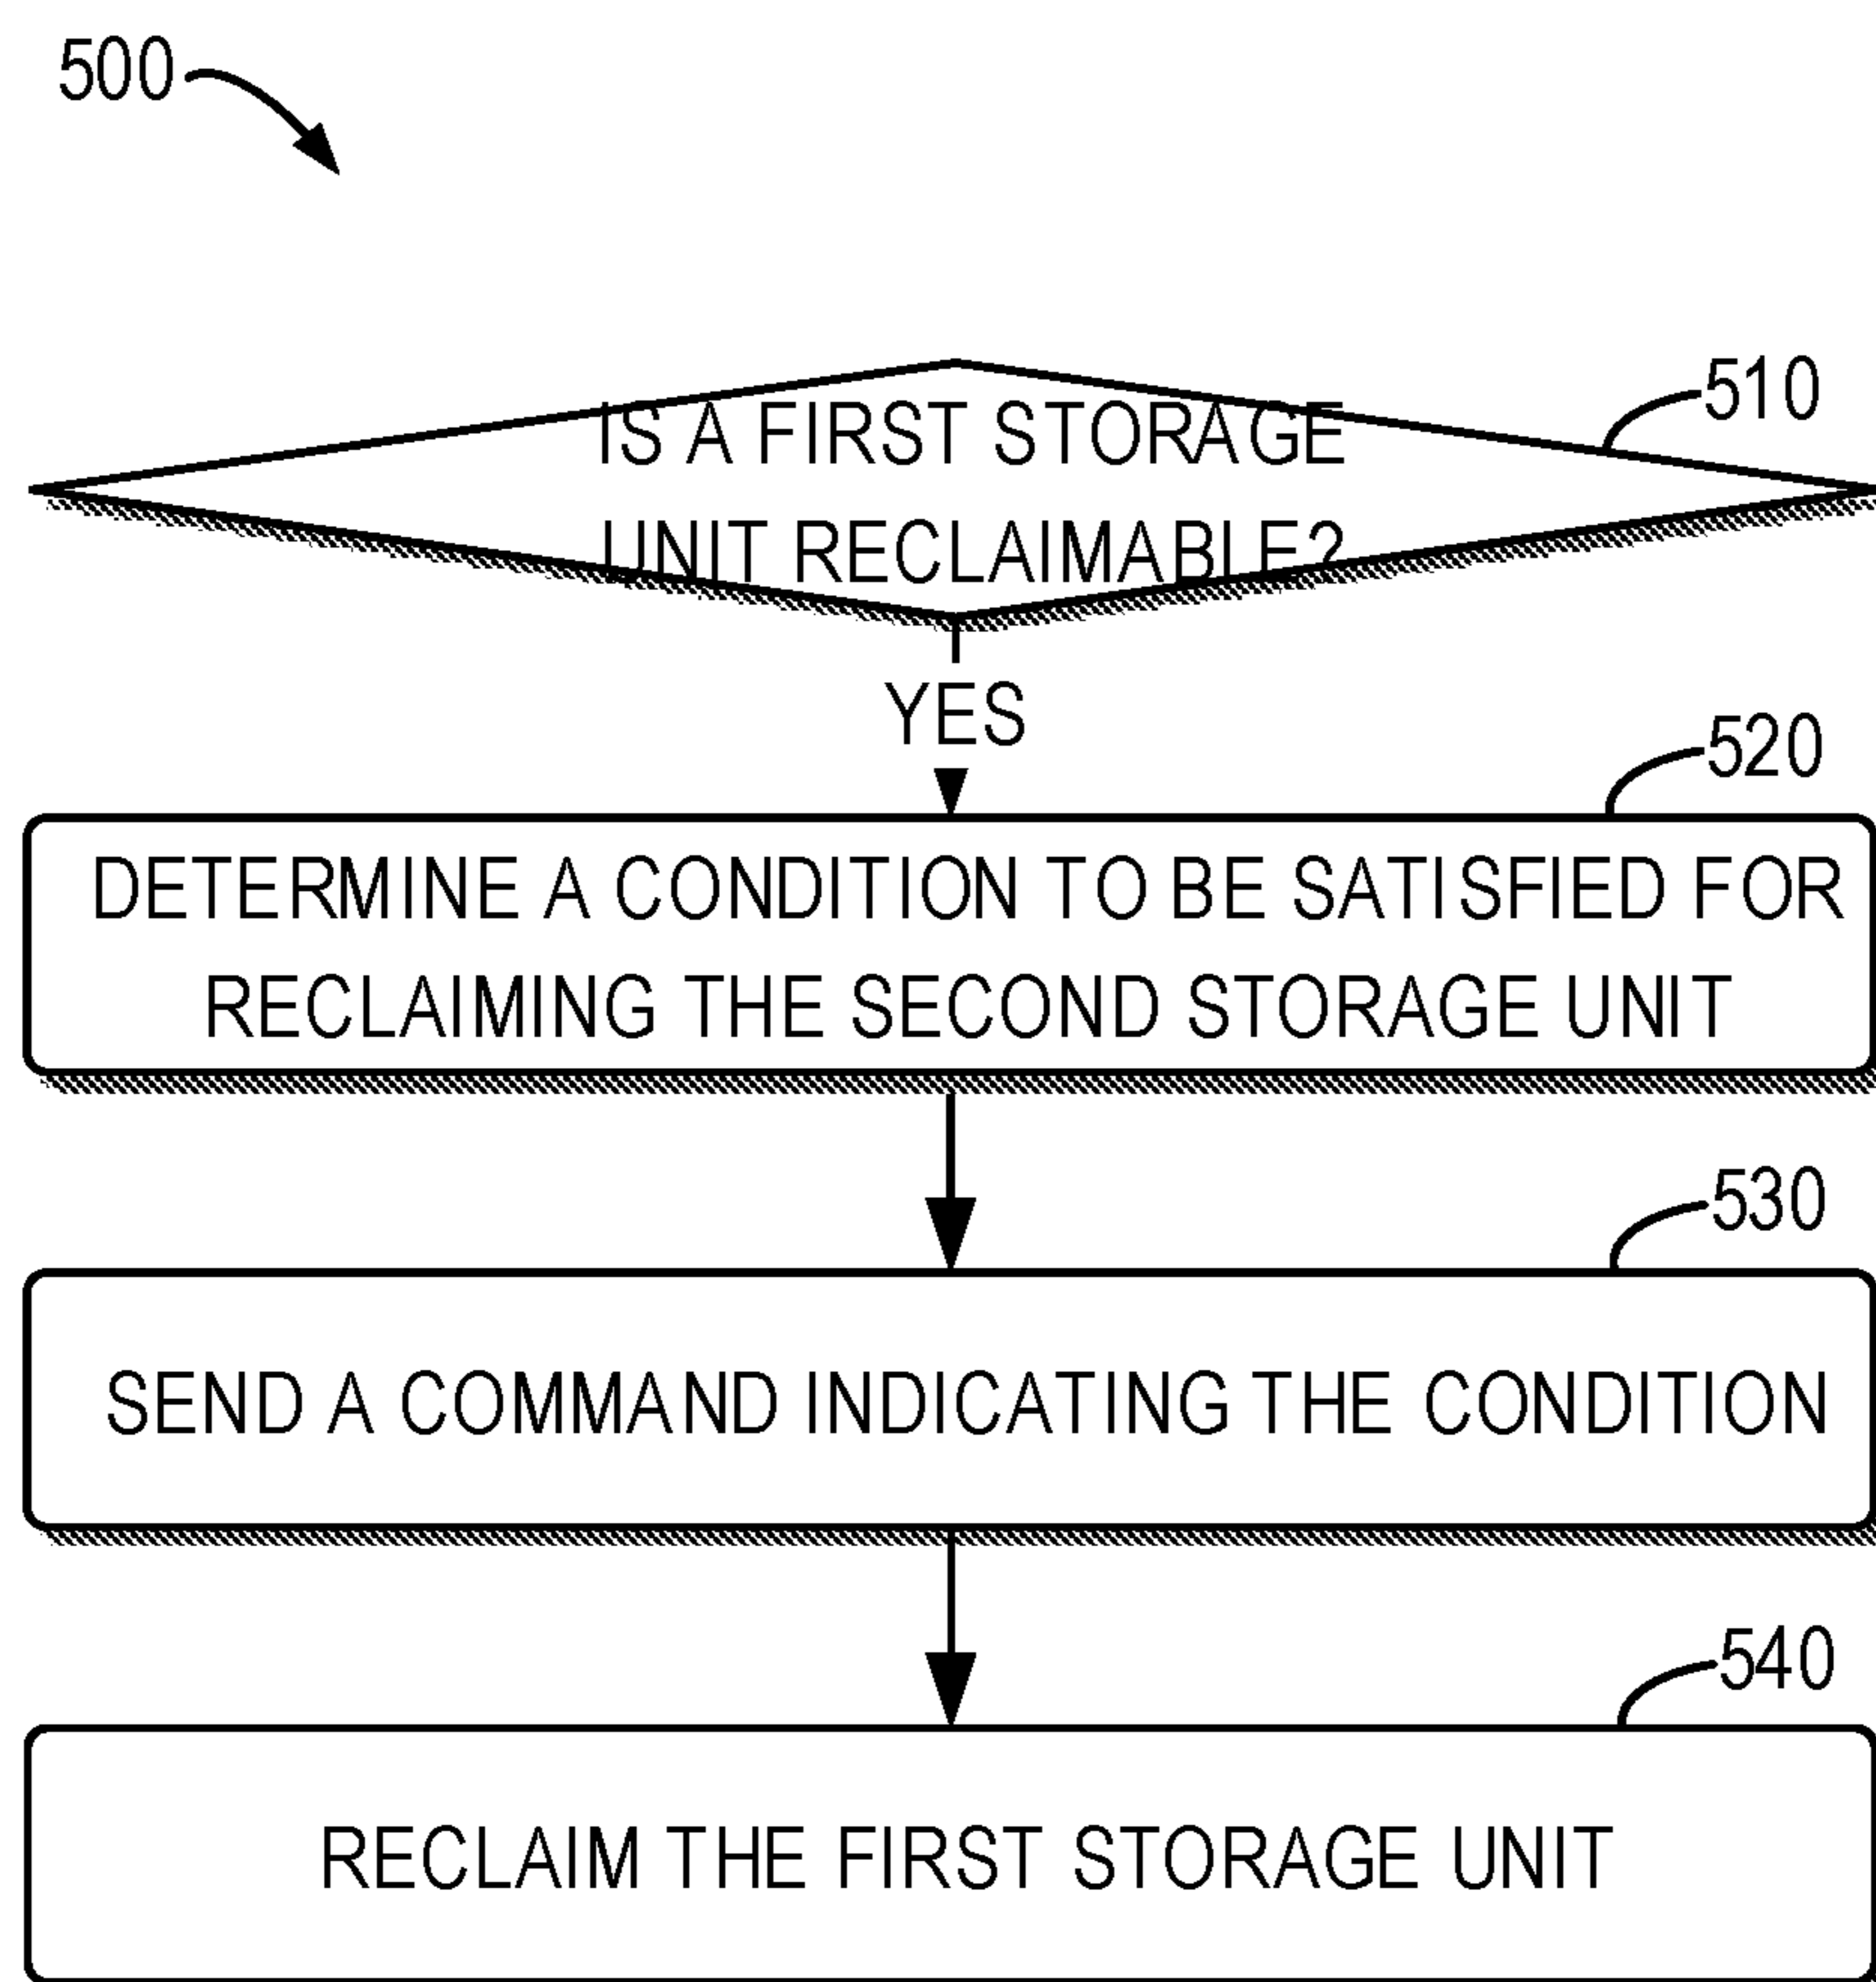 500
510
IS A FIRST STORAGE
UNIT RECLAIMABLE?
YES
520
DETERMINE A CONDITION TO BE SATISFIED FOR
RECLAIMING THE SECOND STORAGE UNIT
530
SEND A COMMAND INDICATING THE CONDITION
540
RECLAIM THE FIRST STORAGE UNIT